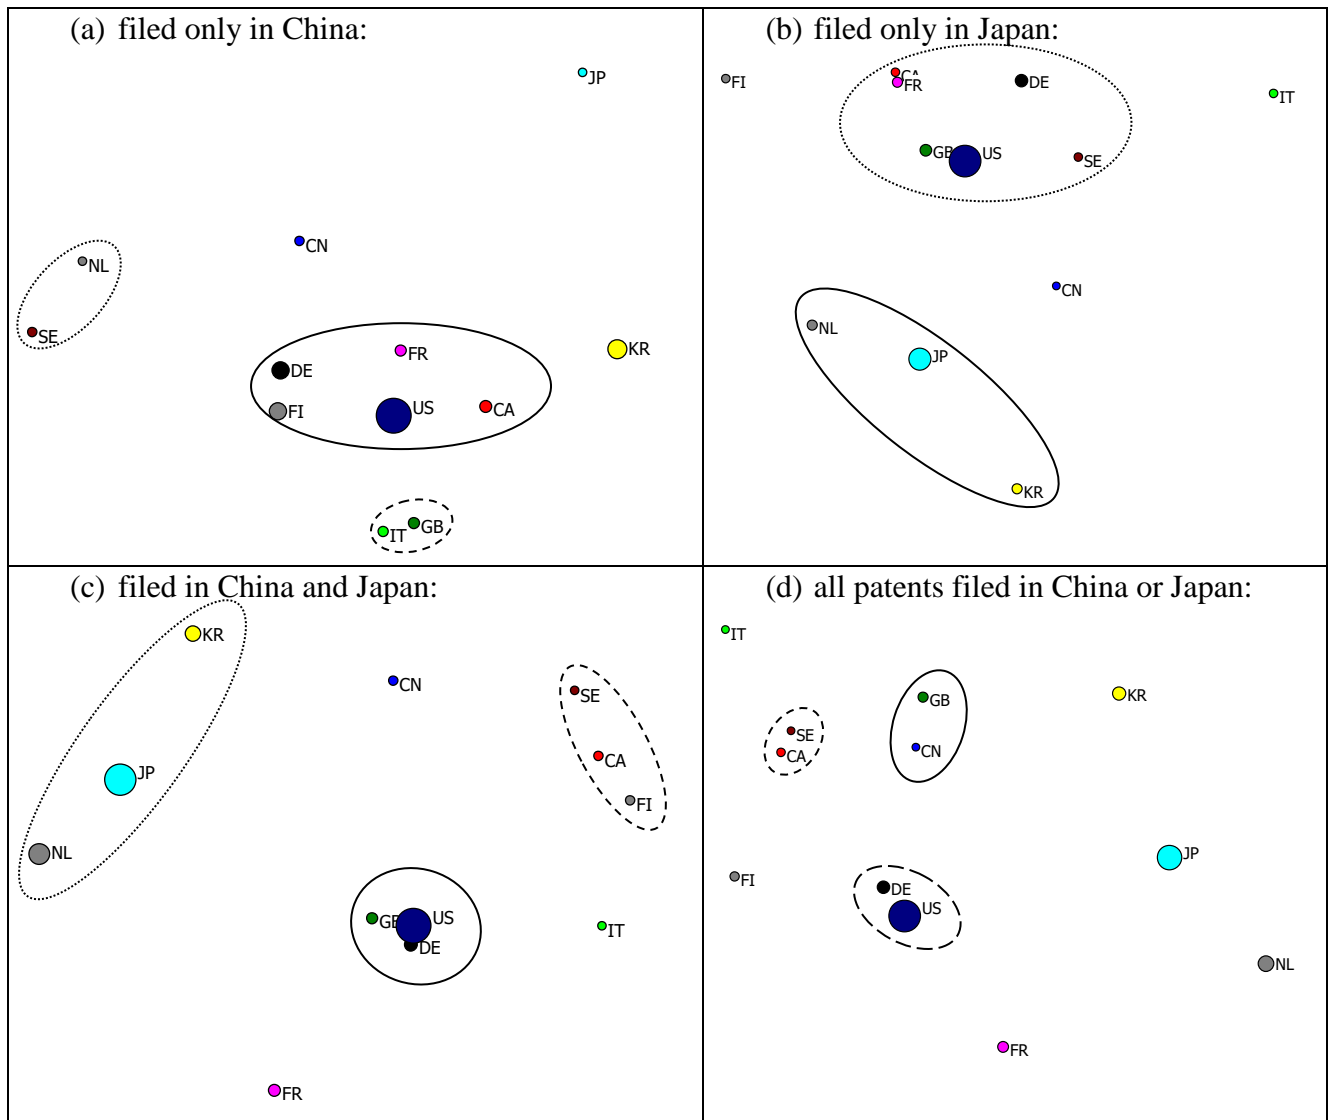 (a) filed only in China:
JP
CN
NL
SE
FR
KR
DE
FI
US
CA
IT
GB
(b) filed only in Japan:
FI
FR
DE
IT
GB
US
SE
CN
NL
JP
KR
(c) filed in China and Japan:
KR
CN
SE
CA
JP
FI
NL
US
DE
IT
FR
(d) all patents filed in China or Japan:
IT
GB
KR
SE
CN
CA
JP
FI
DE
US
NL
FR